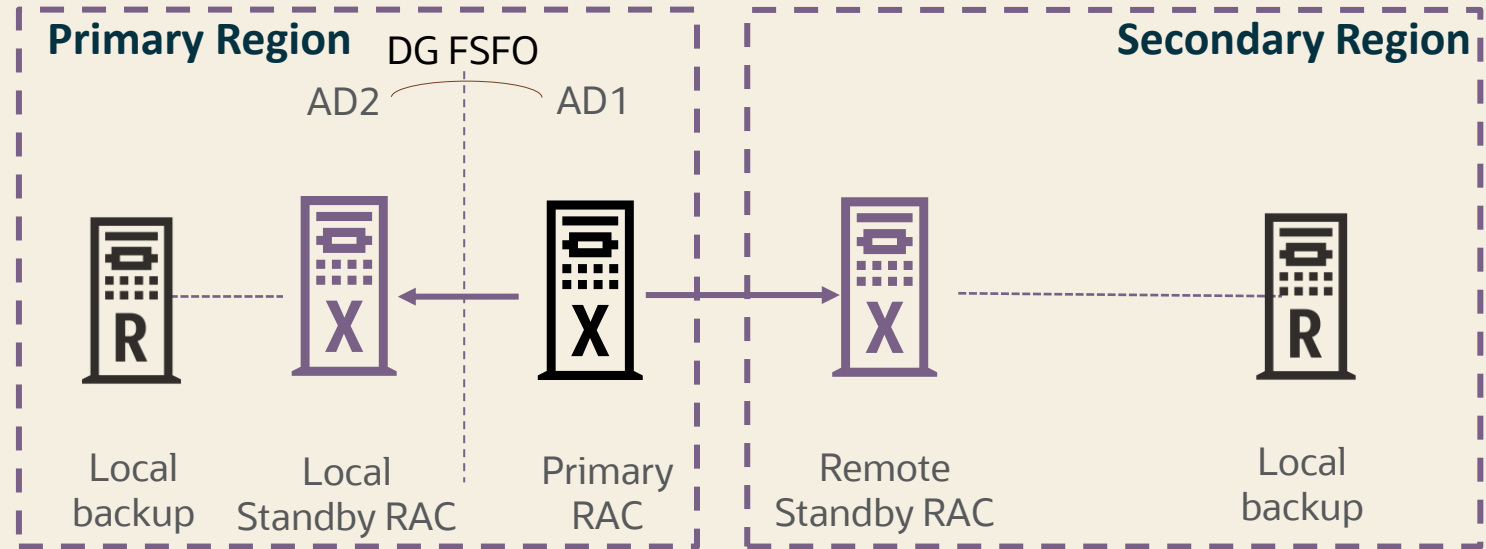 Primary Region
DG FSFO
Secondary Region
AD2
AD1
R
X
X
X
R
Local
backup
Local
Standby RAC
Primary
RAC
Remote
Standby RAC
Local
backup